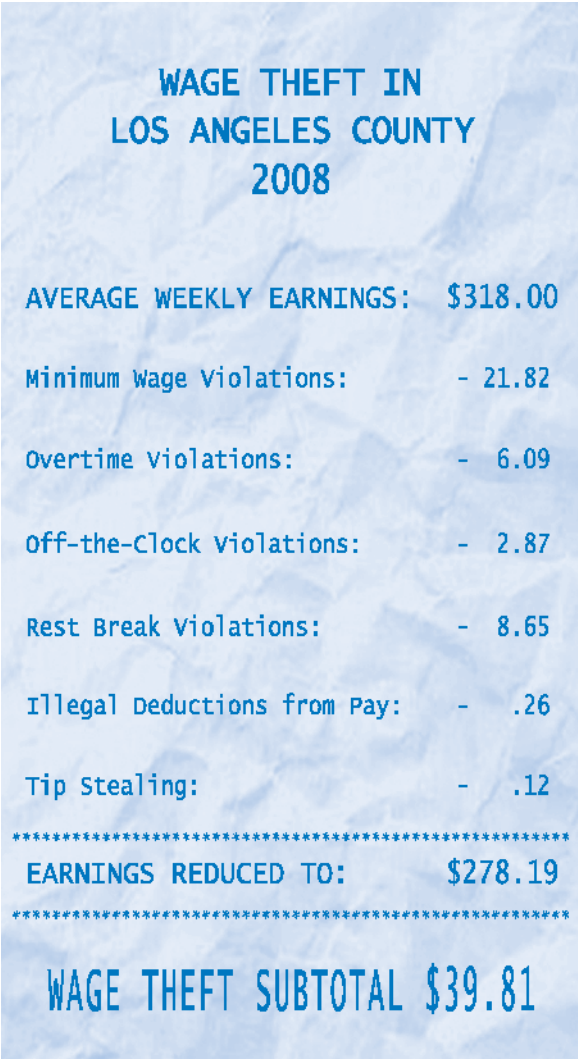 WAGE THEFT IN
LOS ANGELES COUNTY
2008
AVERAGE WEEKLY EARNINGS: $318.00
Minimum Wage Violations: - 21.82
Overtime Violations: - 6.09
Off-the-Clock Violations: - 2.87
Rest Break Violations: - 8.65
Illegal Deductions from Pay: - .26
Tip Stealing: - .12
********************************************************
EARNINGS REDUCED TO: $278.19
********************************************************
WAGE THEFT SUBTOTAL $39.81